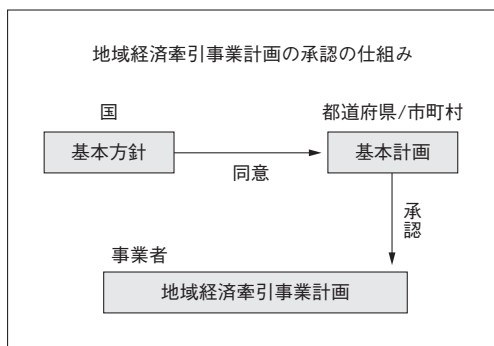 地域経済牽引事業計画の承認の仕組み
国
都道府県/市町村
基本方針
同意
基本計画
承認
事業者
地域経済牽引事業計画